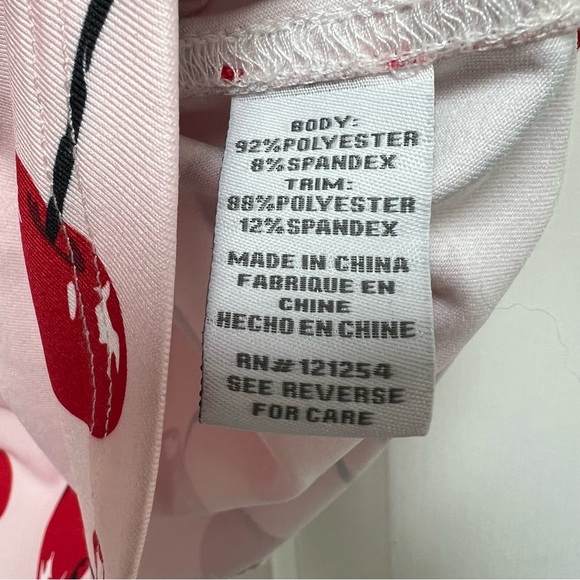 BODY:
92%POLYESTER
8%SPANDEX
TRIM:
88%POLYESTER
12%SPANDEX
MADE IN CHINA
FABRIQUE EN
CHINE
HECHO EN CHINE
RN# 121254
SEE REVERSE
FOR CARE